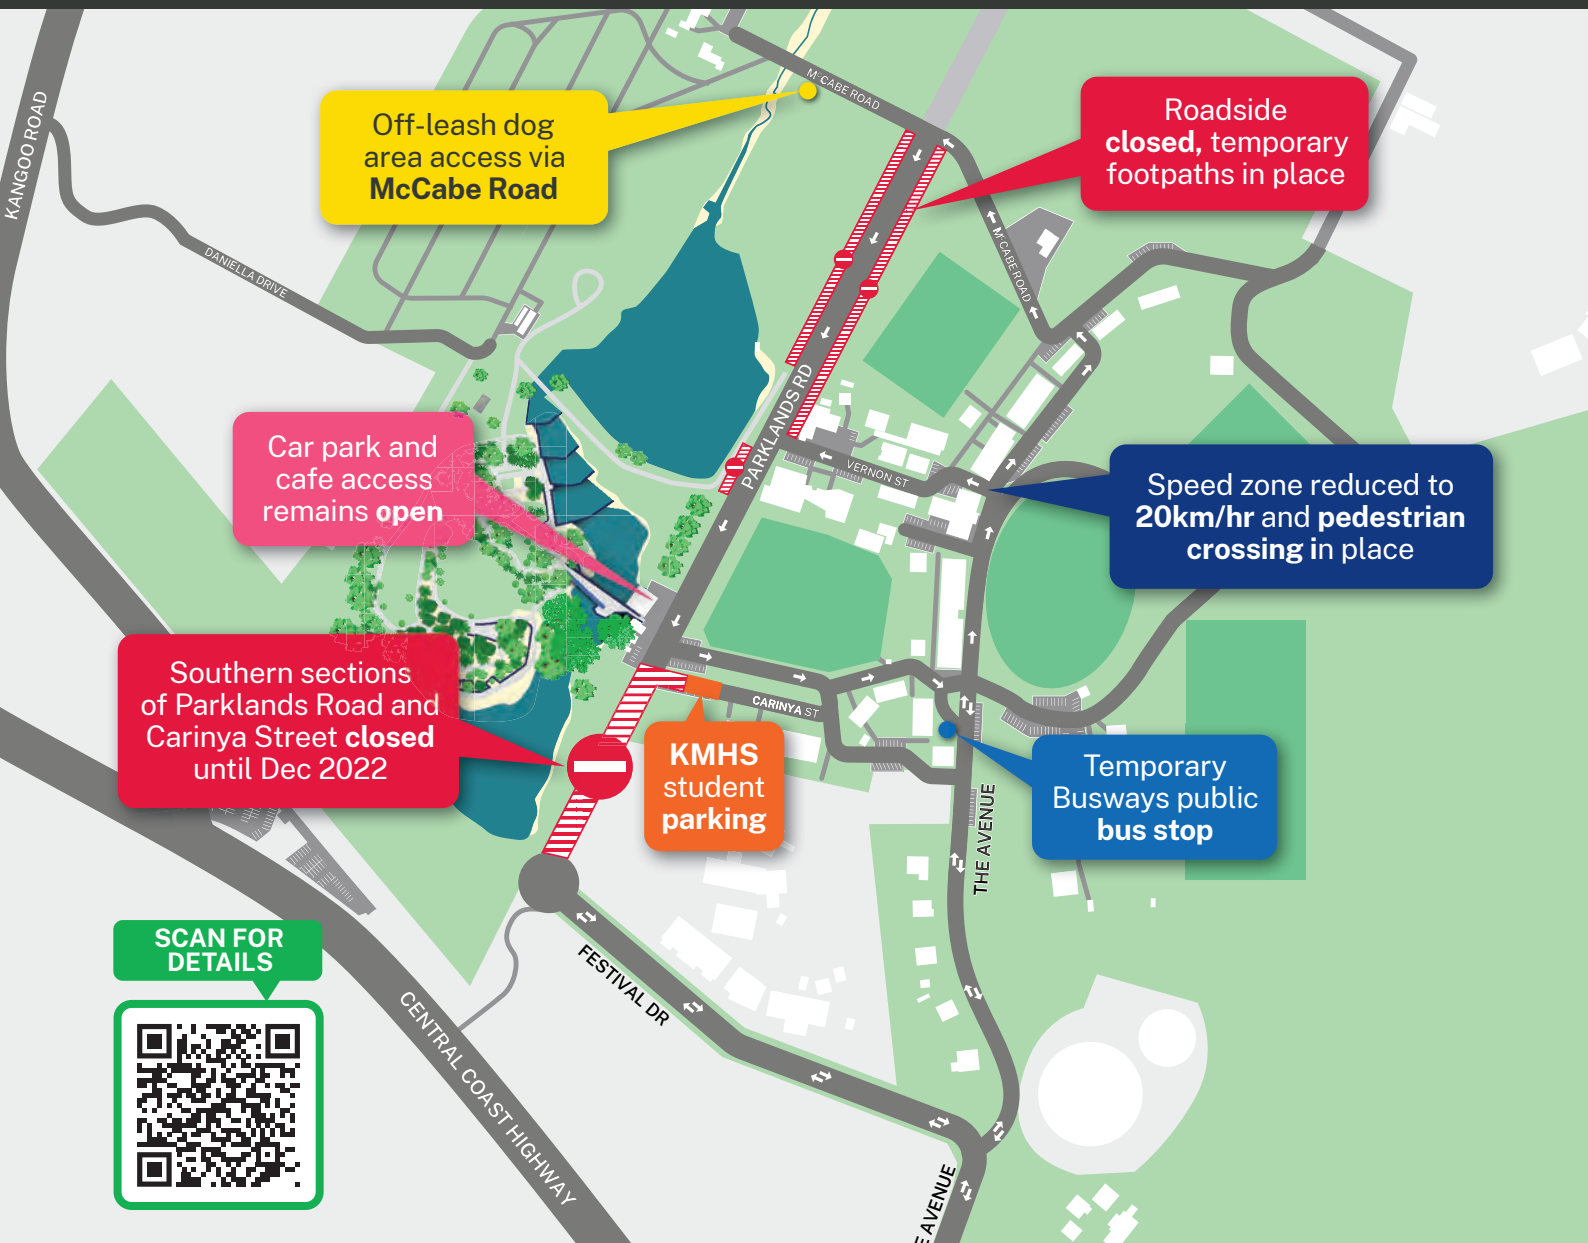 McCABE ROAD
Off-leash dog
area access via
McCabe Road
Roadside
closed, temporary
footpaths in place
KANGOO ROAD
DANIELLA DRIVE
McCABE ROAD
PARKLANDS RD
VERNON ST
Car park and
cafe access
remains open
Speed zone reduced to
20km/hr and pedestrian
crossing in place
Southern sections
of Parklands Road and
Carinya Street closed
until Dec 2022
CARINYA ST
KMHS
student
parking
Temporary
Busways public
bus stop
THE AVENUE
SCAN FOR
DETAILS
FESTIVAL DR
CENTRAL COAST HIGHWAY
E AVENUE